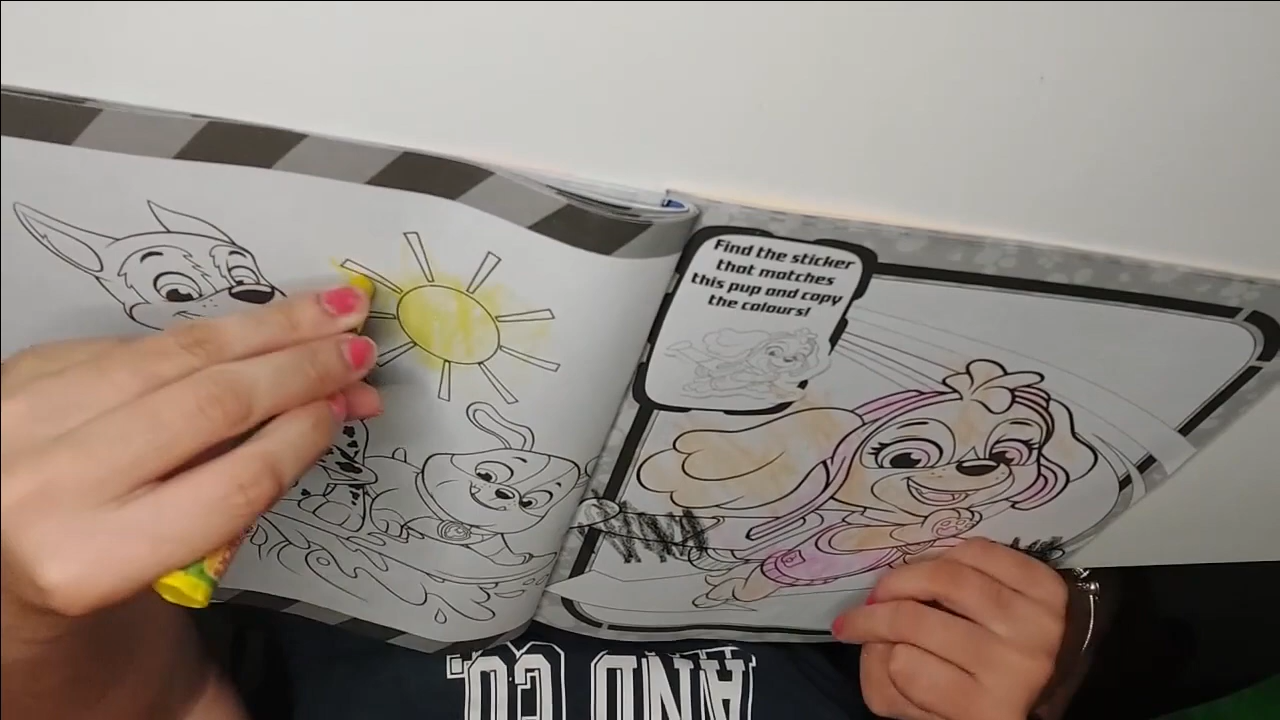 Find the sticker
that matches
this pup and copy
the colours!
AND CO.